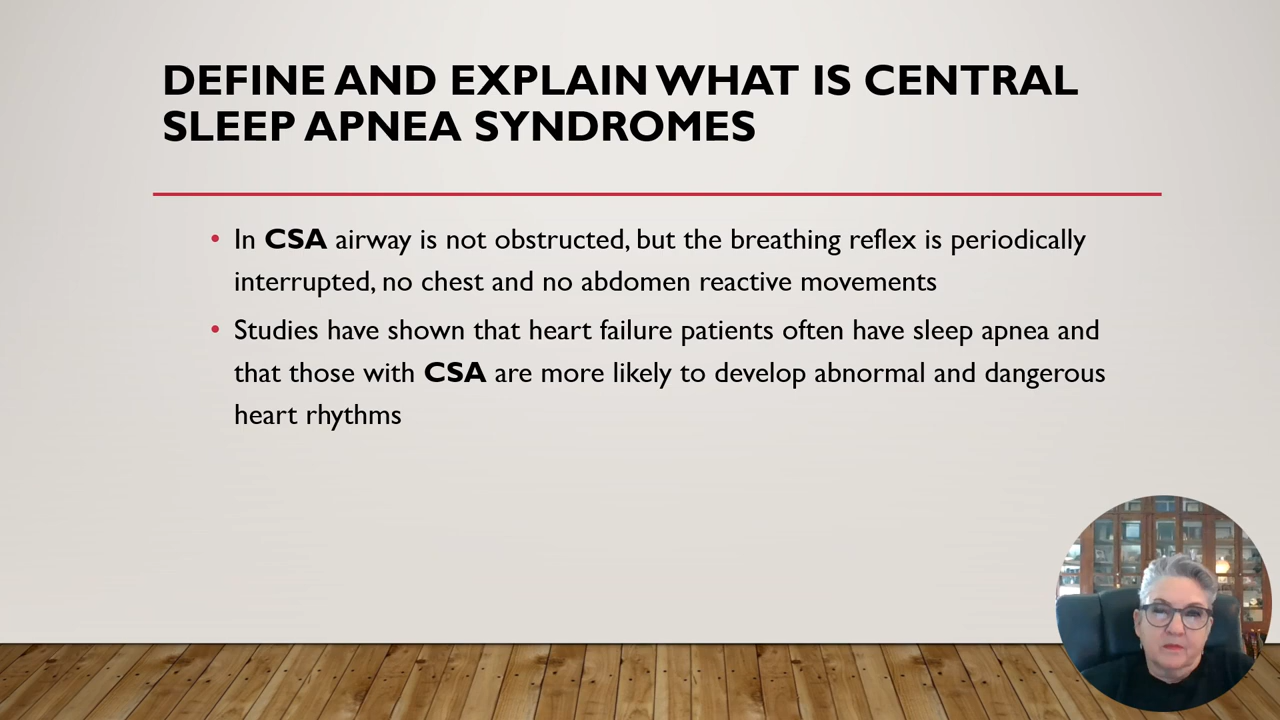 DEFINE AND EXPLAIN WHAT IS CENTRAL
SLEEP APNEA SYNDROMES
• In CSA airway is not obstructed, but the breathing reflex is periodically
interrupted, no chest and no abdomen reactive movements
• Studies have shown that heart failure patients often have sleep apnea and
that those with CSA are more likely to develop abnormal and dangerous
heart rhythms